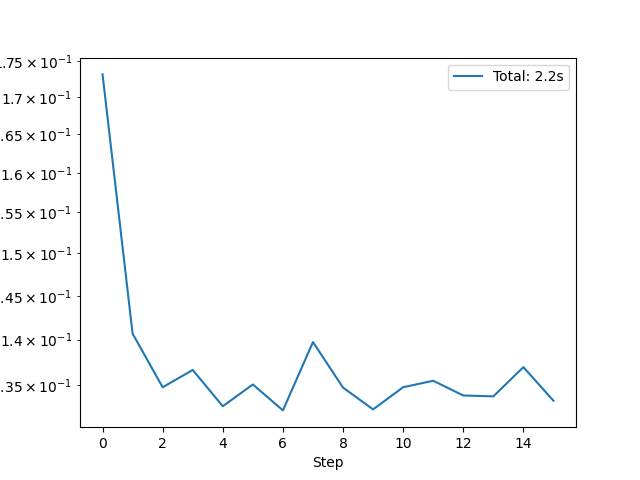 Total: 2.2s
1.75 × 10⁻¹
1.7 × 10⁻¹
.65 × 10⁻¹
1.6 × 10⁻¹
.55 × 10⁻¹
1.5 × 10⁻¹
.45 × 10⁻¹
1.4 × 10⁻¹
.35 × 10⁻¹
0 2 4 6 8 10 12 14
Step